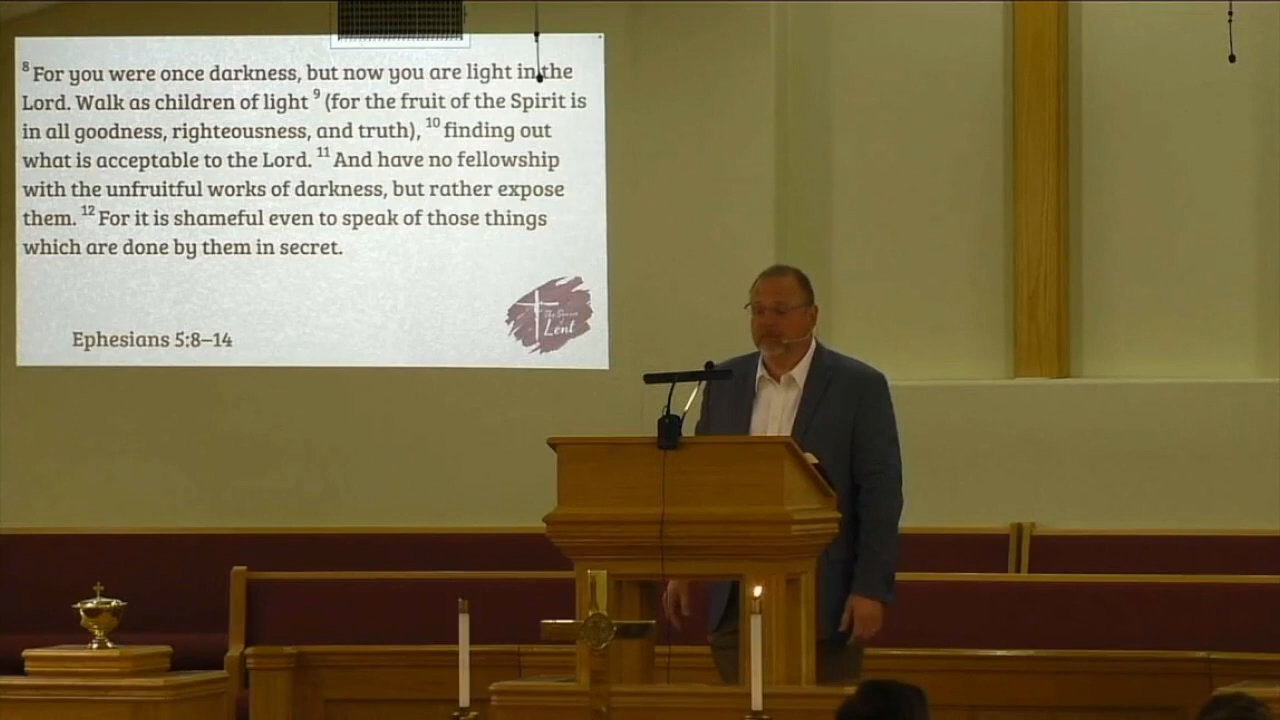 ⁸ For you were once darkness, but now you are light in the
Lord. Walk as children of light ⁹ (for the fruit of the Spirit is
in all goodness, righteousness, and truth), ¹⁰ finding out
what is acceptable to the Lord. ¹¹ And have no fellowship
with the unfruitful works of darkness, but rather expose
them. ¹² For it is shameful even to speak of those things
which are done by them in secret.
The
Lent
Ephesians 5:8–14